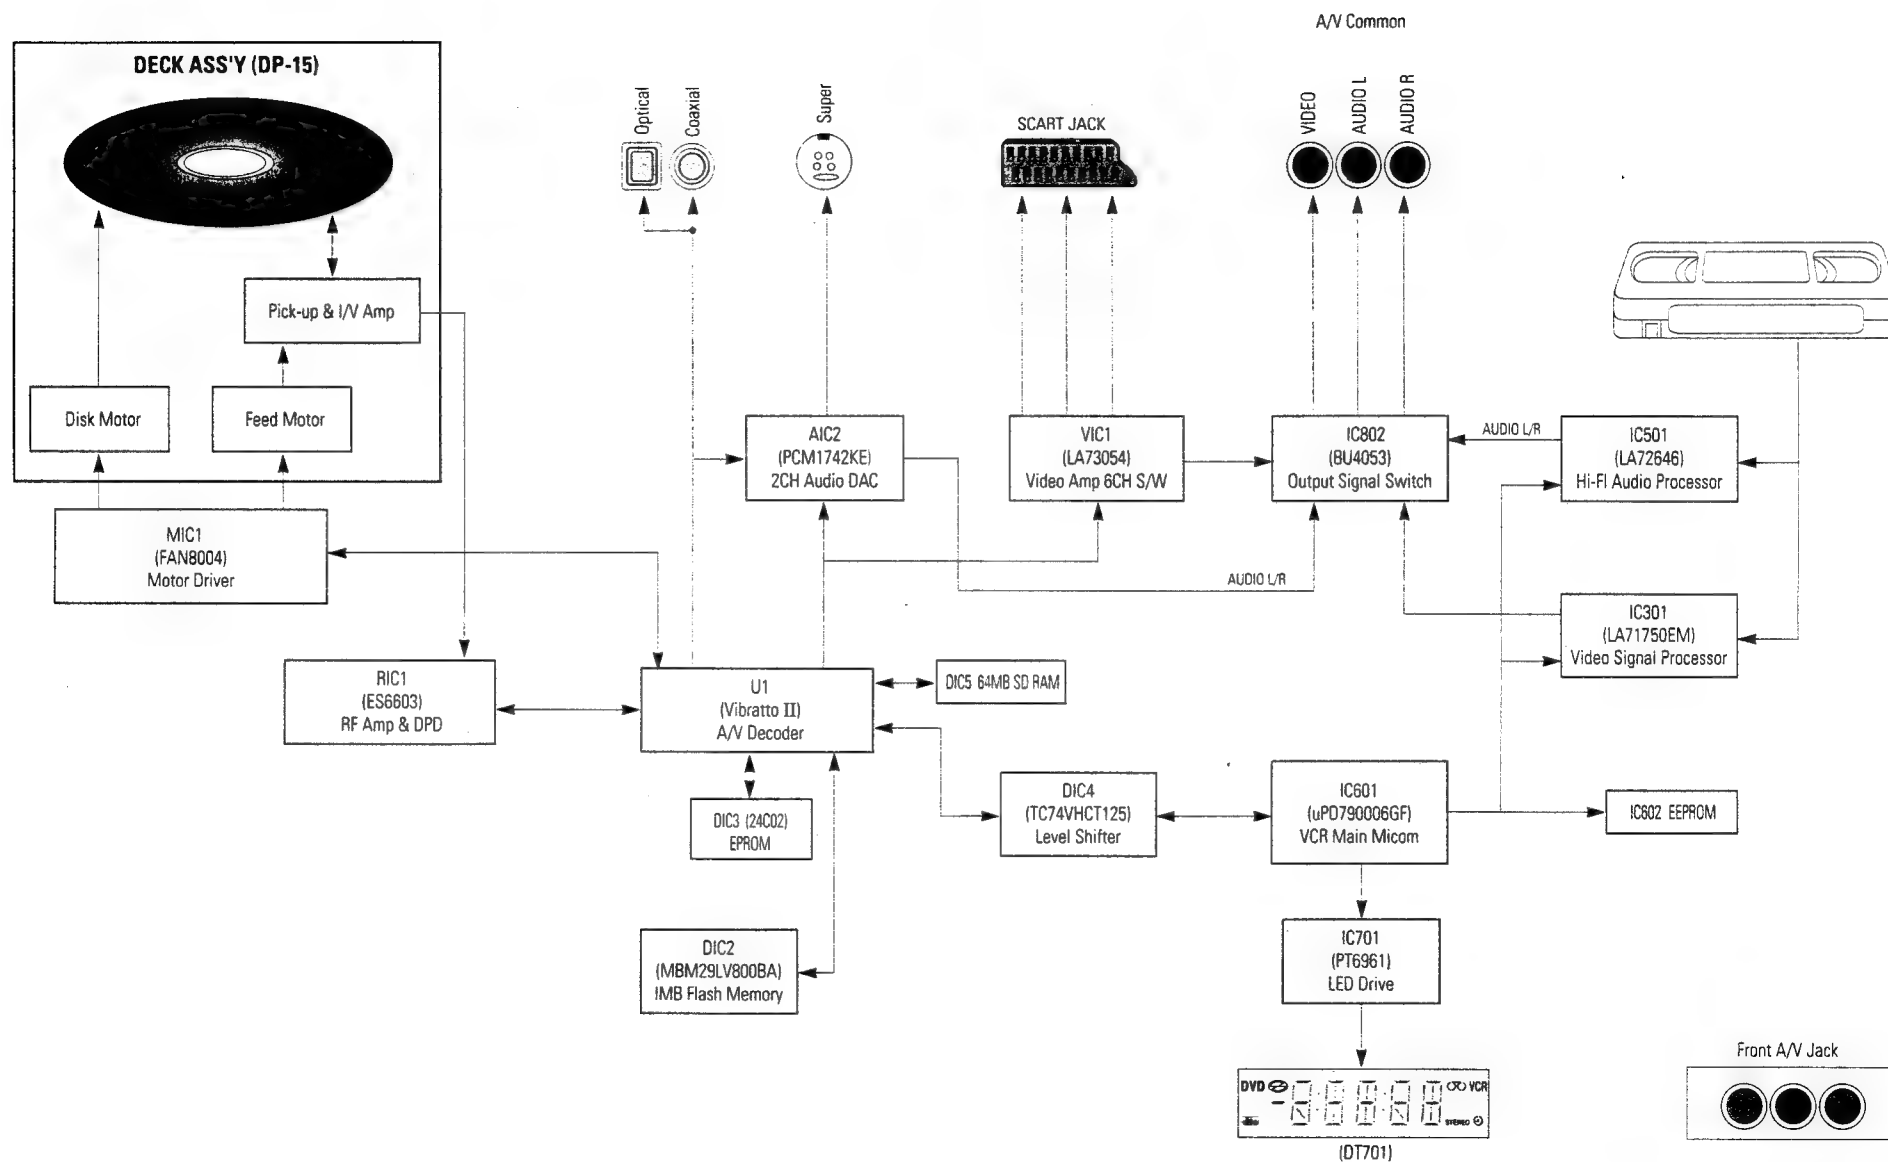 A/V Common
DECK ASS'Y (DP-15)
Optical
Coaxial
Super
SCART JACK
VIDEO
AUDIO L
AUDIO R
Pick-up & I/V Amp
Disk Motor
Feed Motor
AIC2
(PCM1742KE)
2CH Audio DAC
VIC1
(LA73054)
Video Amp 6CH S/W
IC802
(BU4053)
Output Signal Switch
AUDIO L/R
IC501
(LA72646)
Hi-FI Audio Processor
MIC1
(FAN8004)
Motor Driver
AUDIO L/R
IC301
(LA71750EM)
Video Signal Processor
RIC1
(ES6603)
RF Amp & DPD
U1
(Vibratto II)
A/V Decoder
DIC5 64MB SD RAM
DIC3 (24C02)
EPROM
DIC4
(TC74VHCT125)
Level Shifter
IC601
(uPD790006GF)
VCR Main Micom
IC602 EEPROM
DIC2
(MBM29LV800BA)
IMB Flash Memory
IC701
(PT6961)
LED Drive
DVD
VCR
STEREO
(DT701)
Front A/V Jack